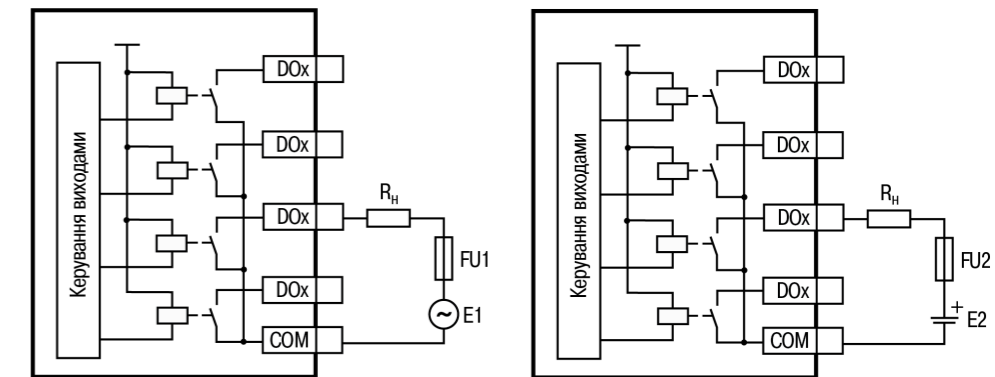 Керування виходами
DOx
DOx
DOx
DOx
COM
Rн
FU1
E1
Керування виходами
DOx
DOx
DOx
DOx
COM
Rн
FU2
+
E2